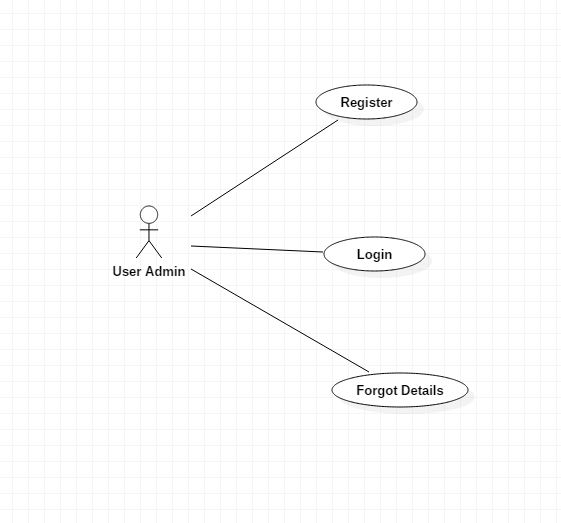 Register
User Admin
Login
Forgot Details